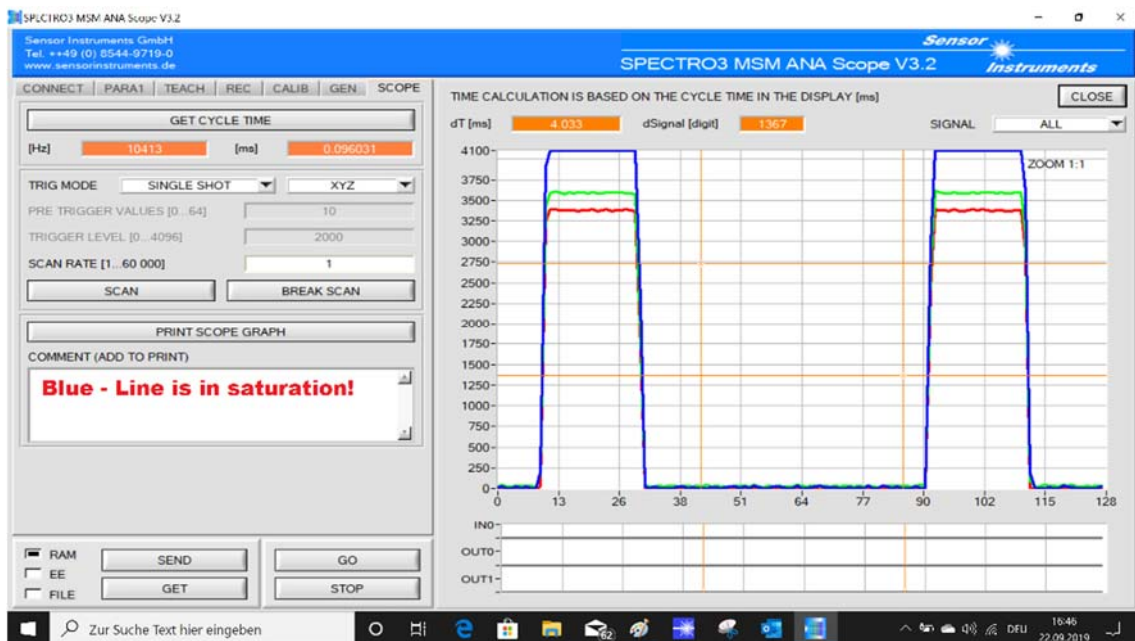 SPECTRO3 MSM ANA Scope V3.2
Sensor Instruments GmbH
Tel. ++49 (0) 8544-9719-0
www.sensorinstruments.de
SPECTRO3 MSM ANA Scope V3.2
Sensor Instruments
CONNECT PARA1 TEACH REC CALIB GEN SCOPE
GET CYCLE TIME
[Hz] 10413 [ms] 0.096031
TRIG MODE SINGLE SHOT XYZ
PRE TRIGGER VALUES [0...64] 10
TRIGGER LEVEL [0...4096] 2000
SCAN RATE [1...60 000] 1
SCAN BREAK SCAN
PRINT SCOPE GRAPH
COMMENT (ADD TO PRINT)
Blue - Line is in saturation!
RAM
EE
FILE
SEND GO
GET STOP
TIME CALCULATION IS BASED ON THE CYCLE TIME IN THE DISPLAY [ms]
CLOSE
dT [ms] 4.033 dSignal [digit] 1367 SIGNAL ALL
ZOOM 1:1
4100
3750
3500
3250
3000
2750
2500
2250
2000
1750
1500
1250
1000
750
500
250
0
0 13 26 38 51 64 77 90 102 115 128
IN0
OUT0
OUT1
Zur Suche Text hier eingeben
62
DEU
16:46
22.09.2019